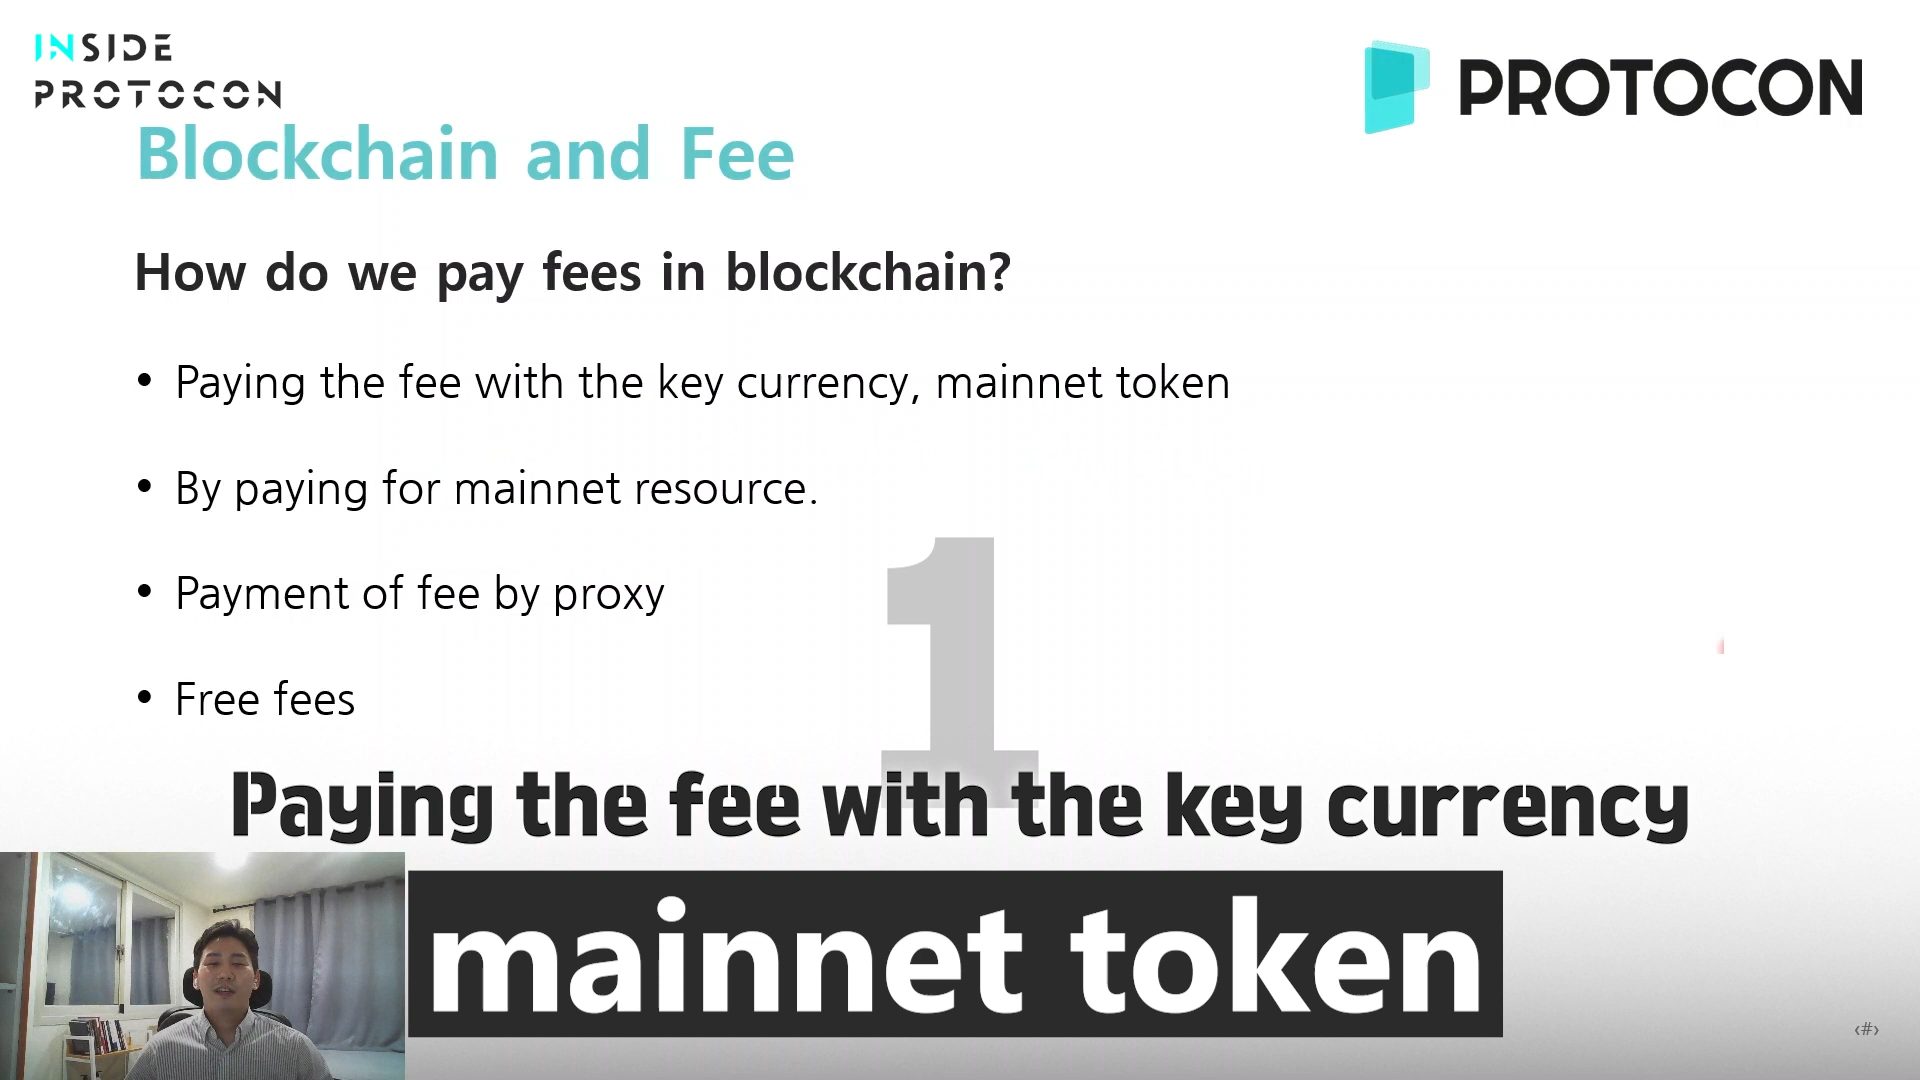 INSIDE
PROTOCON
PROTOCON
Blockchain and Fee
How do we pay fees in blockchain?
• Paying the fee with the key currency, mainnet token
• By paying for mainnet resource.
• Payment of fee by proxy
• Free fees
1
Paying the fee with the key currency
mainnet token
‹#›